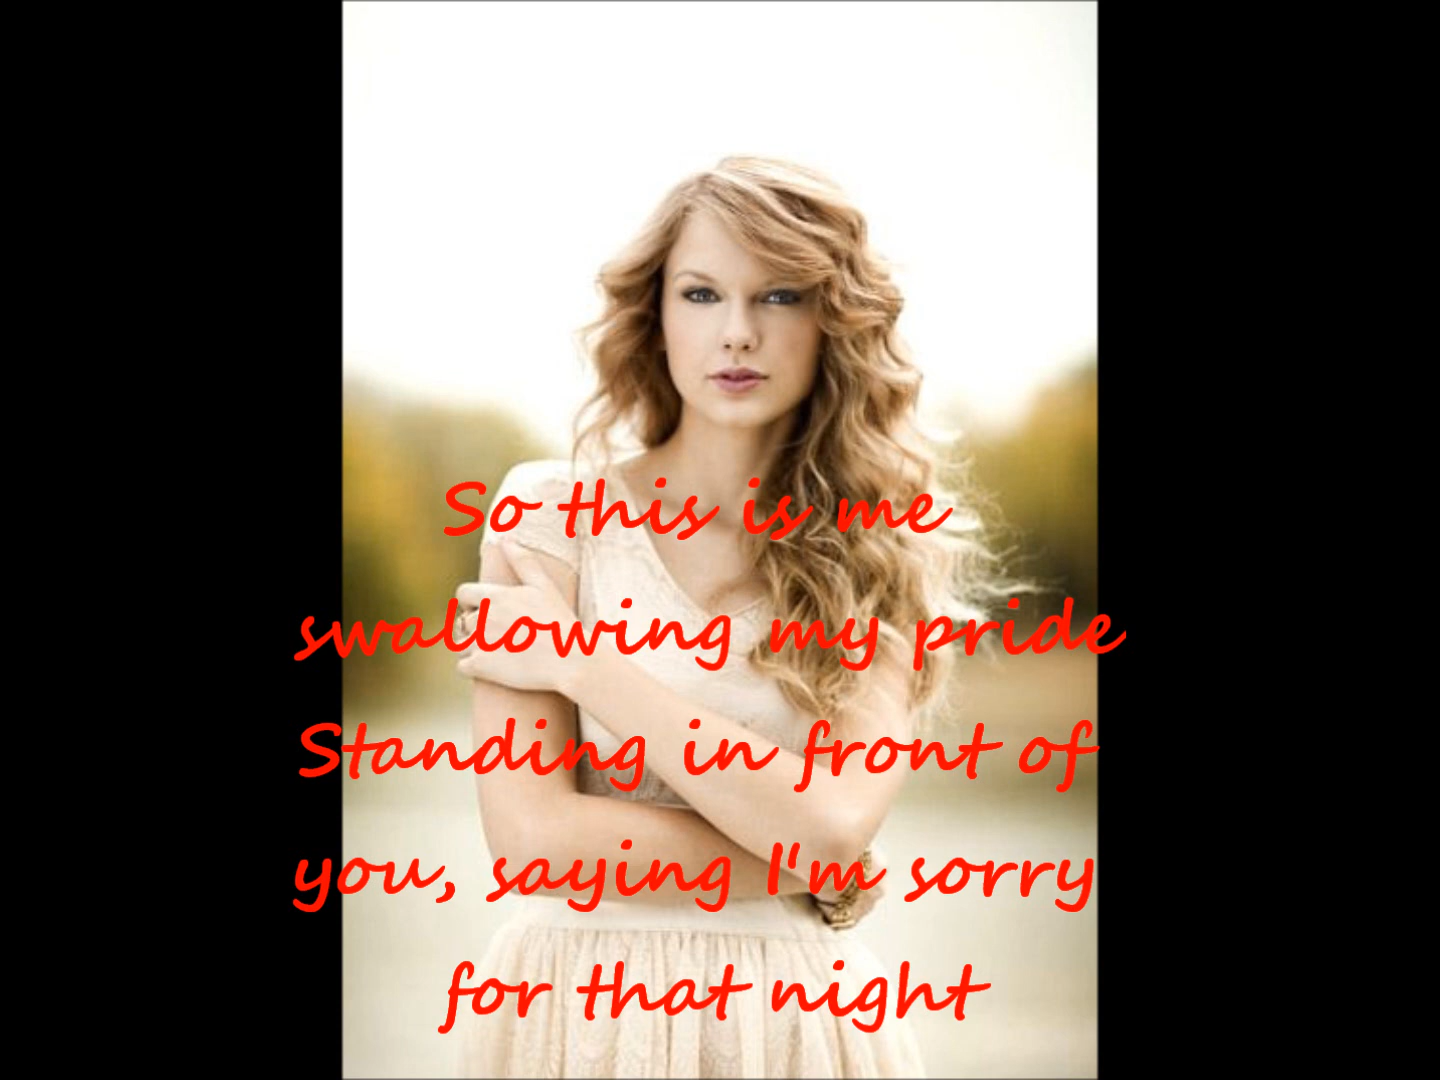 So this is me
swallowing my pride
Standing in front of
you, saying I'm sorry
for that night